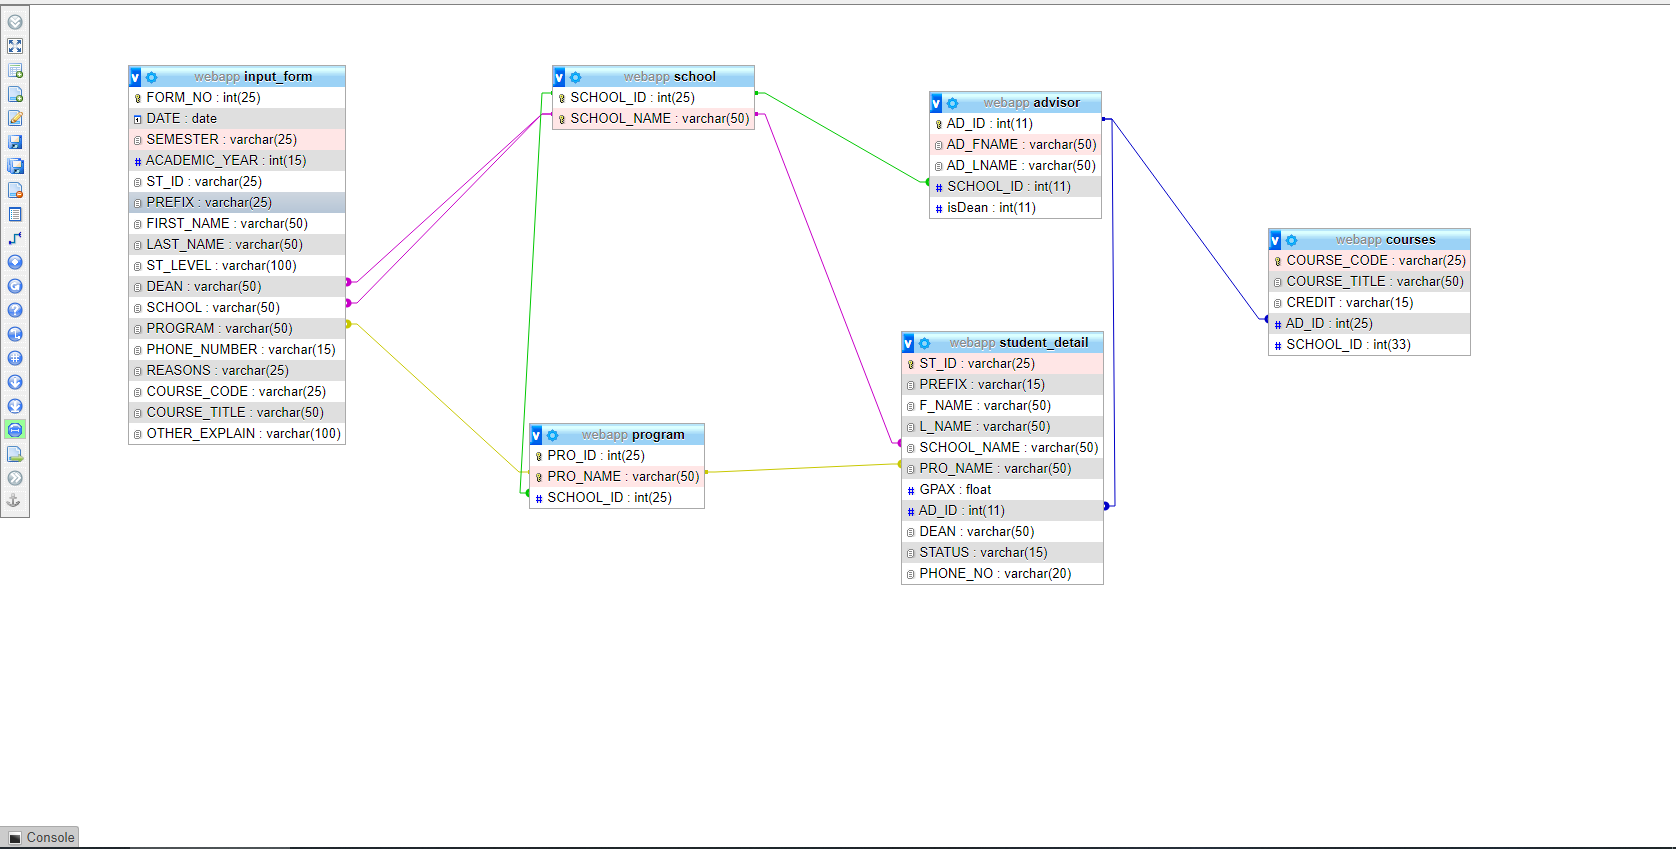 webapp input_form
FORM_NO : int(25)
DATE : date
SEMESTER : varchar(25)
# ACADEMIC_YEAR : int(15)
ST_ID : varchar(25)
PREFIX : varchar(25)
FIRST_NAME : varchar(50)
LAST_NAME : varchar(50)
ST_LEVEL : varchar(100)
DEAN : varchar(50)
SCHOOL : varchar(50)
PROGRAM : varchar(50)
PHONE_NUMBER : varchar(15)
REASONS : varchar(25)
COURSE_CODE : varchar(25)
COURSE_TITLE : varchar(50)
OTHER_EXPLAIN : varchar(100)
webapp school
SCHOOL_ID : int(25)
SCHOOL_NAME : varchar(50)
webapp program
PRO_ID : int(25)
PRO_NAME : varchar(50)
# SCHOOL_ID : int(25)
webapp advisor
AD_ID : int(11)
AD_FNAME : varchar(50)
AD_LNAME : varchar(50)
# SCHOOL_ID : int(11)
# isDean : int(11)
webapp student_detail
ST_ID : varchar(25)
PREFIX : varchar(15)
F_NAME : varchar(50)
L_NAME : varchar(50)
SCHOOL_NAME : varchar(50)
PRO_NAME : varchar(50)
# GPAX : float
# AD_ID : int(11)
DEAN : varchar(50)
STATUS : varchar(15)
PHONE_NO : varchar(20)
webapp courses
COURSE_CODE : varchar(25)
COURSE_TITLE : varchar(50)
CREDIT : varchar(15)
# AD_ID : int(25)
# SCHOOL_ID : int(33)
Console